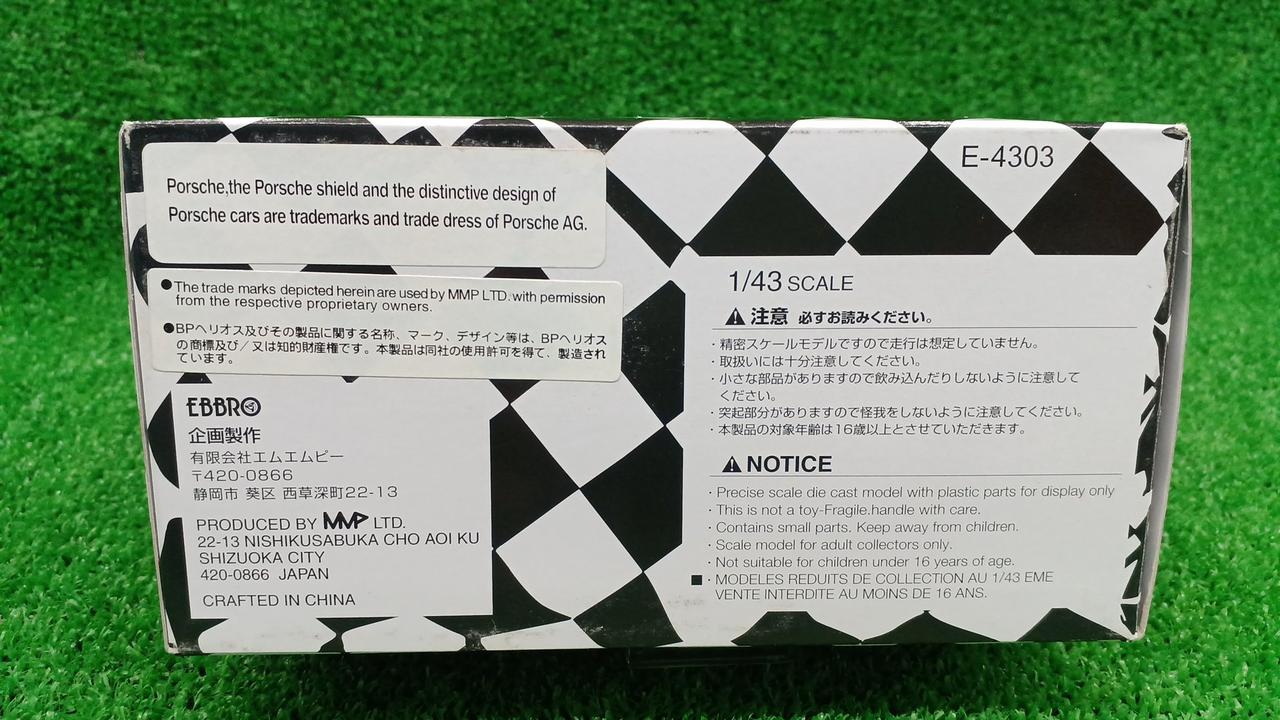 Porsche,the Porsche shield and the distinctive design of
Porsche cars are trademarks and trade dress of Porsche AG.
●The trade marks depicted herein are used by MMP LTD. with permission
from the respective proprietary owners.
●BPヘリオス及びその製品に関する名称、マーク、デザイン等は、BPヘリオス
の商標及び/又は知的財産権です。本製品は同社の使用許可を得て、製造され
ています。
EBBRO
企画製作
有限会社エムエムピー
〒420-0866
静岡市 葵区 西草深町22-13
PRODUCED BY MMP LTD.
22-13 NISHIKUSABUKA CHO AOI KU
SHIZUOKA CITY
420-0866 JAPAN
CRAFTED IN CHINA
E-4303
1/43 SCALE
⚠注意 必ずお読みください。
・精密スケールモデルですので走行は想定していません。
・取扱いには十分注意してください。
・小さな部品がありますので飲み込んだりしないように注意して
ください。
・突起部分がありますので怪我をしないように注意してください。
・本製品の対象年齢は16歳以上とさせていただきます。
⚠NOTICE
・Precise scale die cast model with plastic parts for display only
・This is not a toy-Fragile.handle with care.
・Contains small parts. Keep away from children.
・Scale model for adult collectors only.
・Not suitable for children under 16 years of age.
■・MODELES REDUITS DE COLLECTION AU 1/43 EME
VENTE INTERDITE AU MOINS DE 16 ANS.